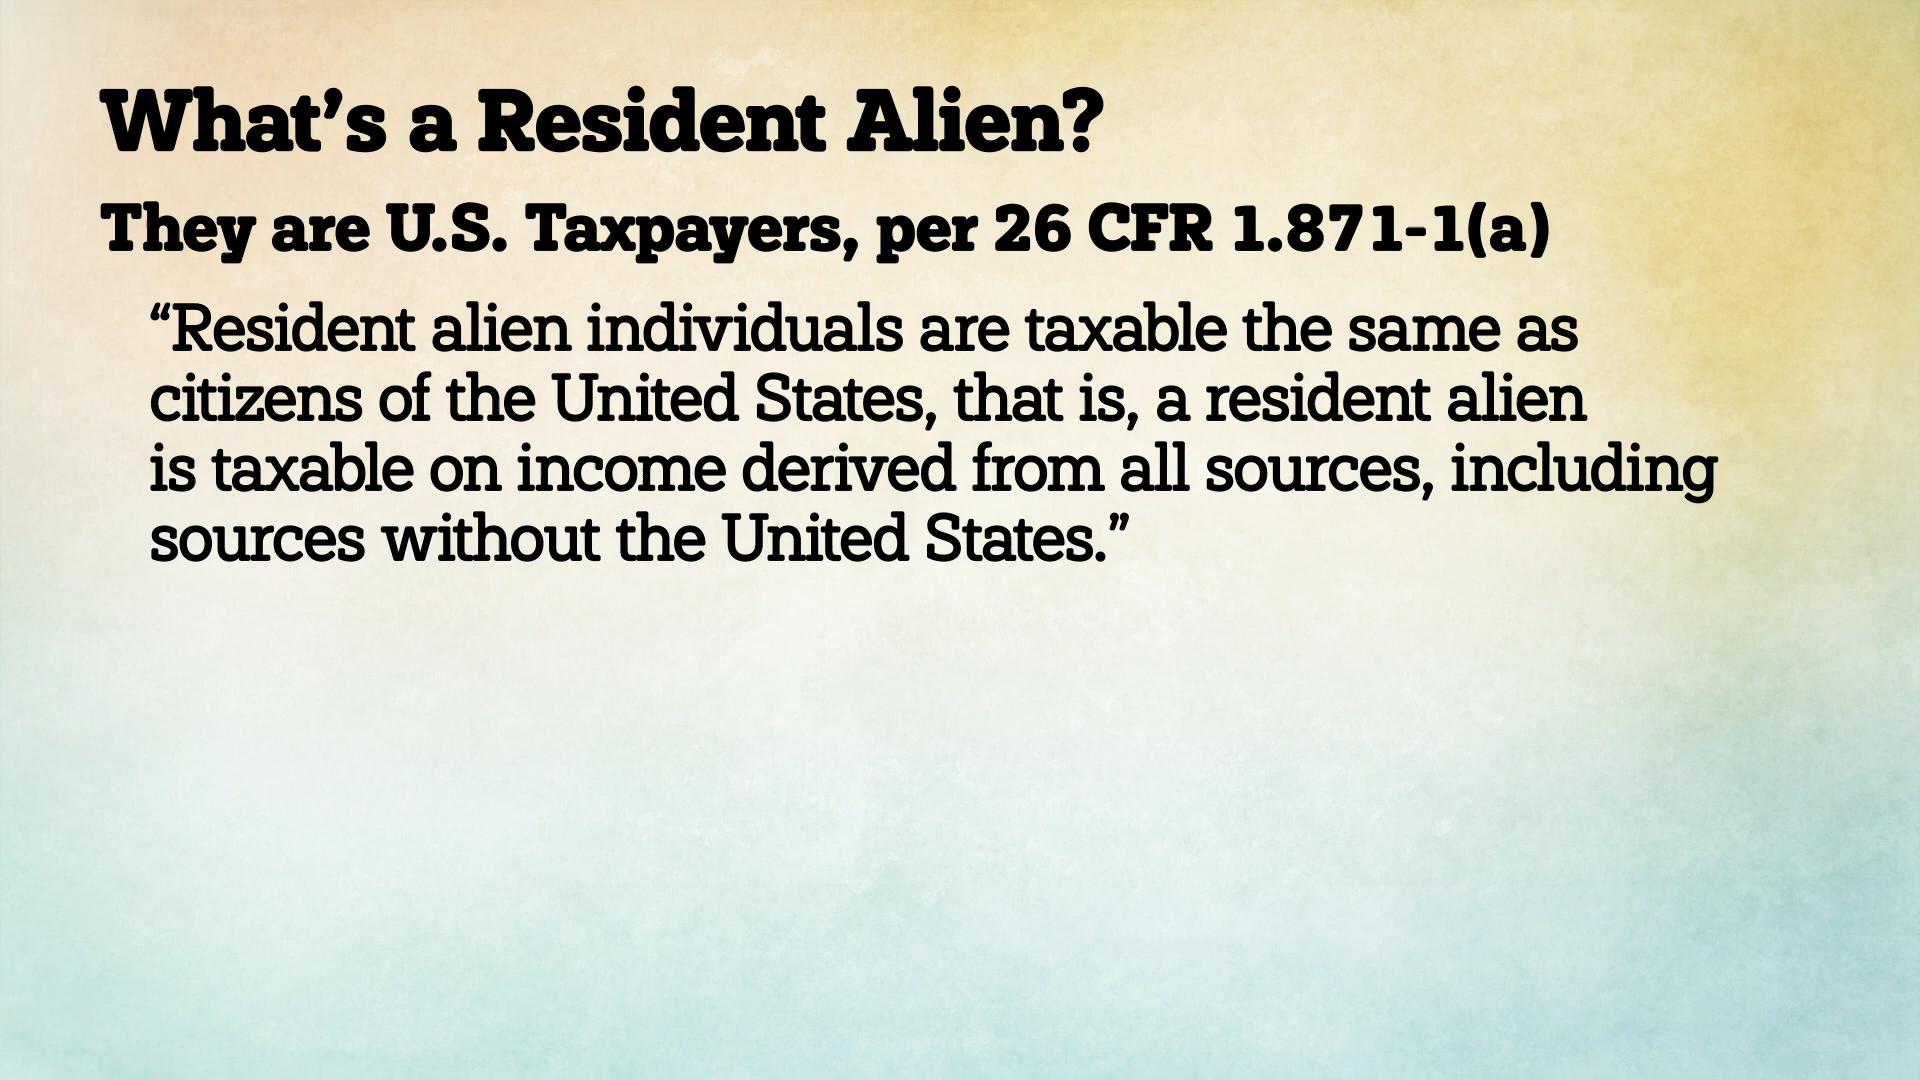 What’s a Resident Alien?
They are U.S. Taxpayers, per 26 CFR 1.871-1(a)
“Resident alien individuals are taxable the same as
citizens of the United States, that is, a resident alien
is taxable on income derived from all sources, including
sources without the United States.”